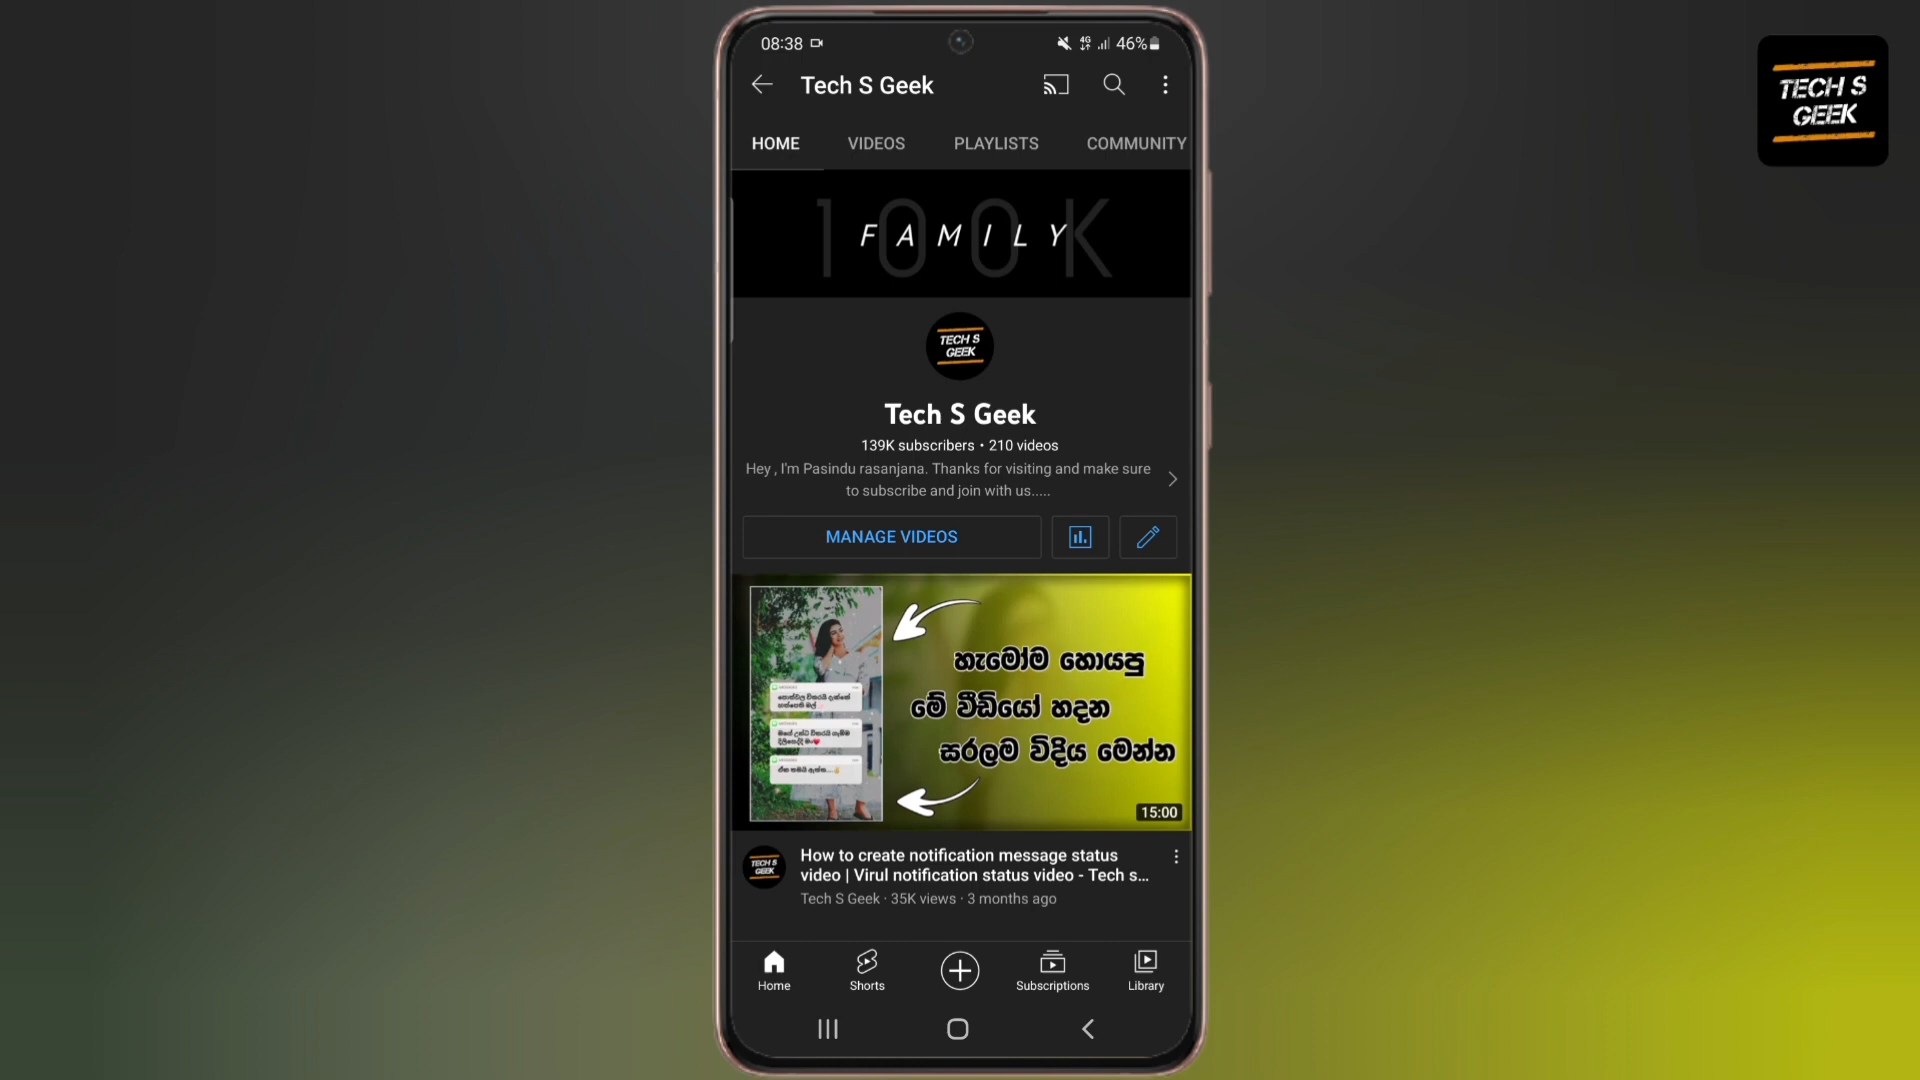 08:38
4G
46%
TECH S
GEEK
Tech S Geek
HOME
VIDEOS
PLAYLISTS
COMMUNITY
100K
FAMILY
TECH S
GEEK
Tech S Geek
139K subscribers • 210 videos
Hey , I'm Pasindu rasanjana. Thanks for visiting and make sure
to subscribe and join with us.....
MANAGE VIDEOS
හැමෝම හොයපු
මේ වීඩියෝ හදන
සරලම විදිය මෙන්න
15:00
TECH S
GEEK
How to create notification message status
video | Virul notification status video - Tech s...
Tech S Geek · 35K views · 3 months ago
Home
Shorts
Subscriptions
Library